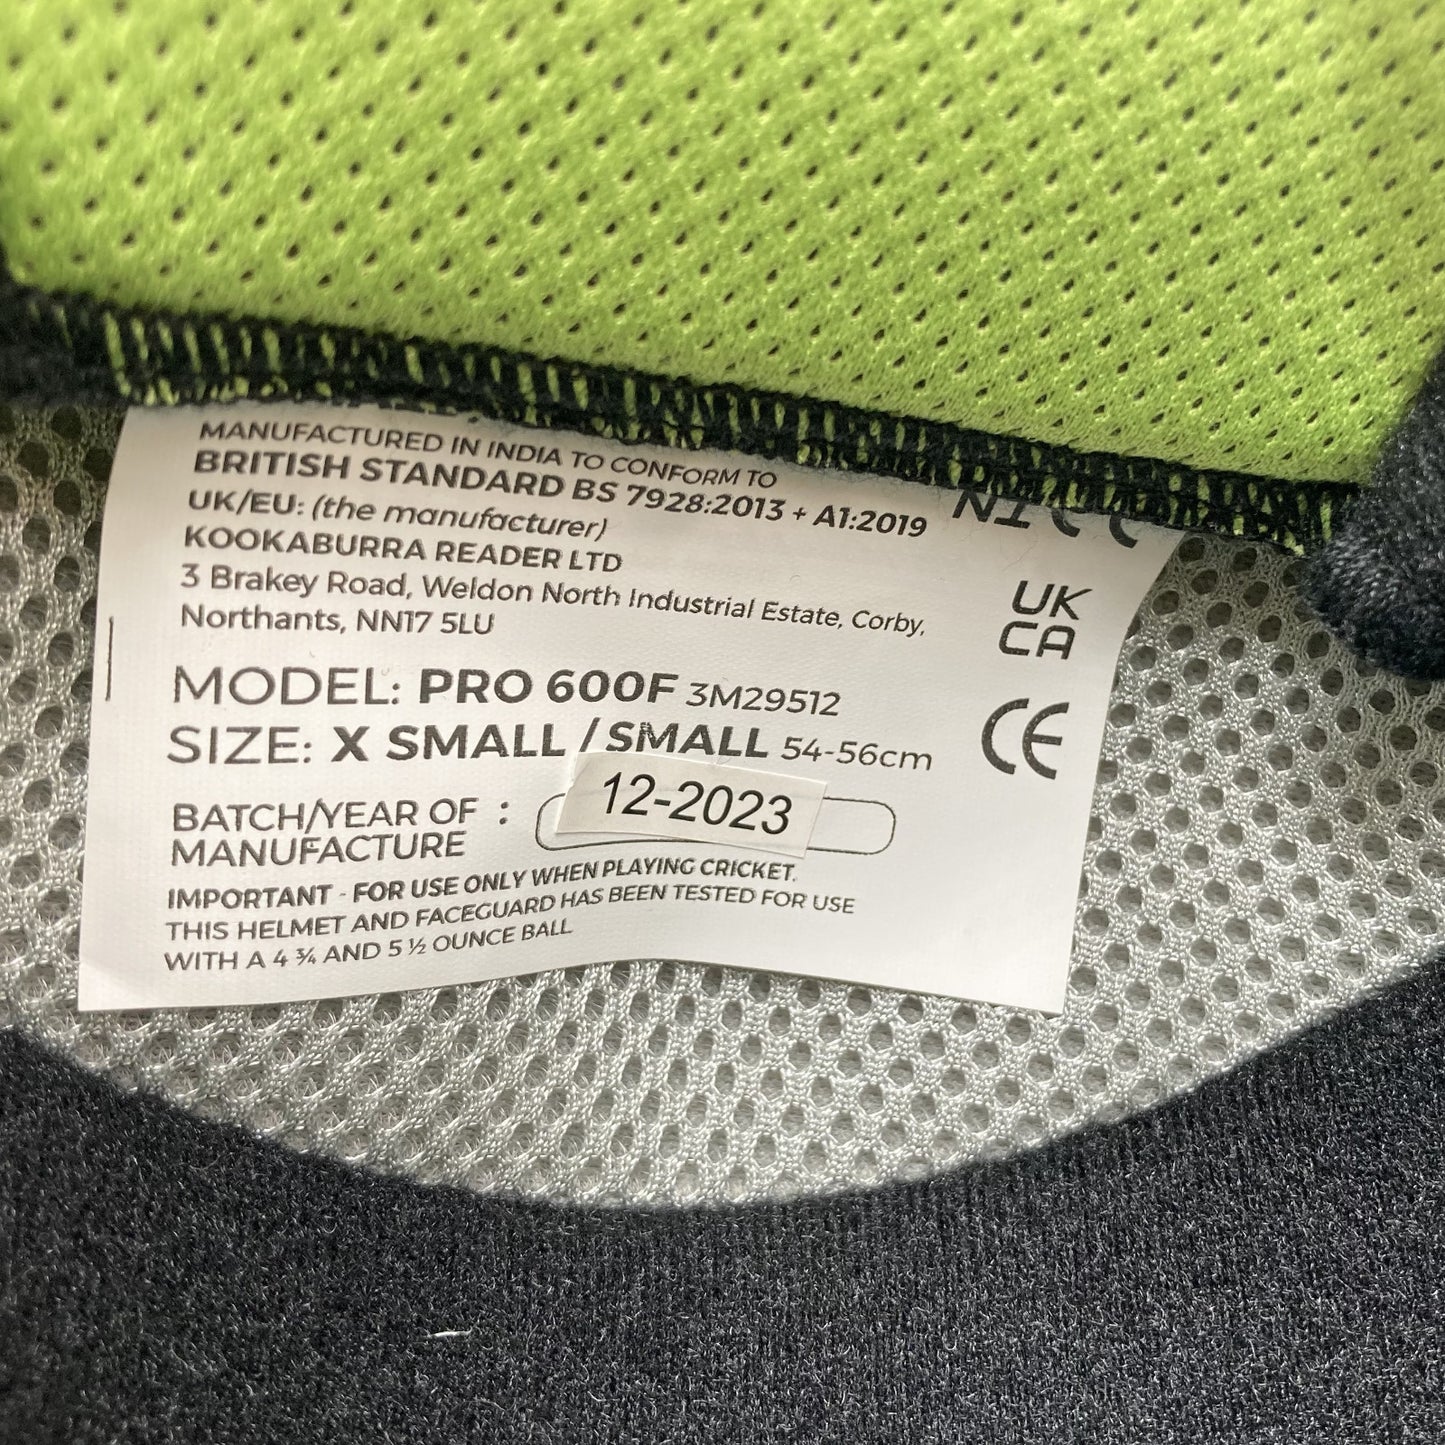 MANUFACTURED IN INDIA TO CONFORM TO
BRITISH STANDARD BS 7928:2013 + A1:2019
UK/EU: (the manufacturer)
KOOKABURRA READER LTD
3 Brakey Road, Weldon North Industrial Estate, Corby,
Northants, NN17 5LU
UK
CA
MODEL: PRO 600F 3M29512
SIZE: X SMALL / SMALL 54-56cm
CE
BATCH/YEAR OF :
MANUFACTURE
12-2023
IMPORTANT - FOR USE ONLY WHEN PLAYING CRICKET.
THIS HELMET AND FACEGUARD HAS BEEN TESTED FOR USE
WITH A 4 ¾ AND 5 ½ OUNCE BALL